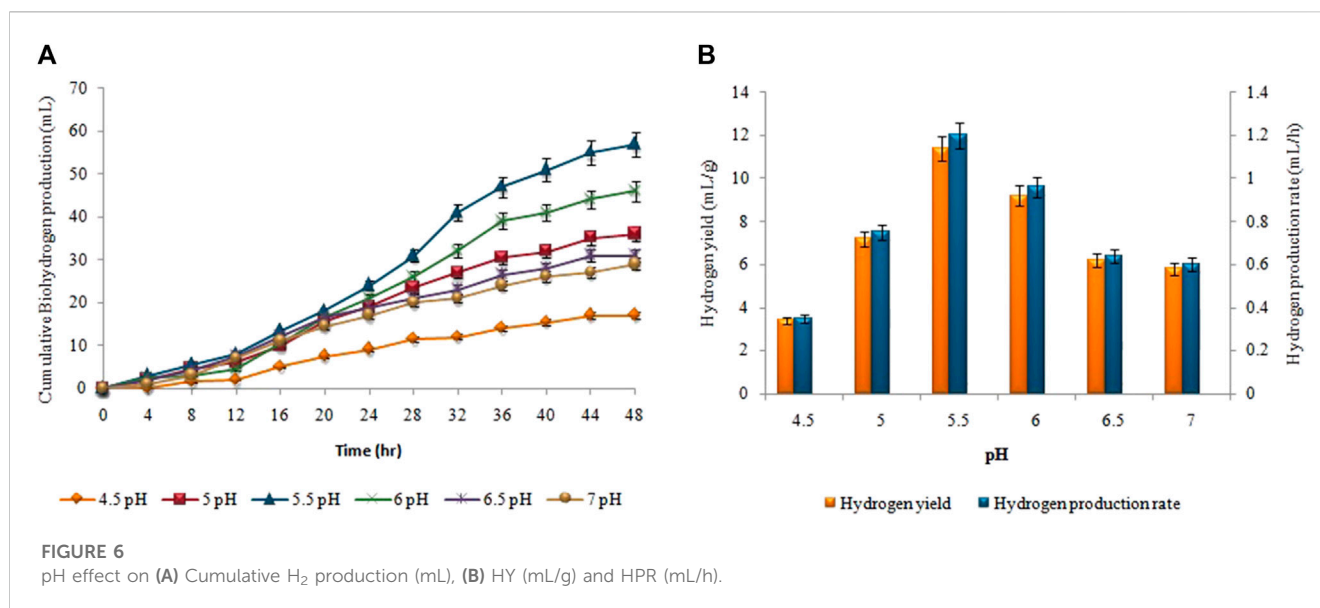 A
Cumulative Biohydrogen production (mL)
70
60
50
40
30
20
10
0
0 4 8 12 16 20 24 28 32 36 40 44 48
Time (hr)
4.5 pH 5 pH 5.5 pH 6 pH 6.5 pH 7 pH
B
Hydrogen yield (mL/g)
14
12
10
8
6
4
2
0
1.4
1.2
1
0.8
0.6
0.4
0.2
0
Hydrogen production rate (mL/h)
4.5 5 5.5 6 6.5 7
pH
Hydrogen yield Hydrogen production rate
FIGURE 6
pH effect on (A) Cumulative H₂ production (mL), (B) HY (mL/g) and HPR (mL/h).